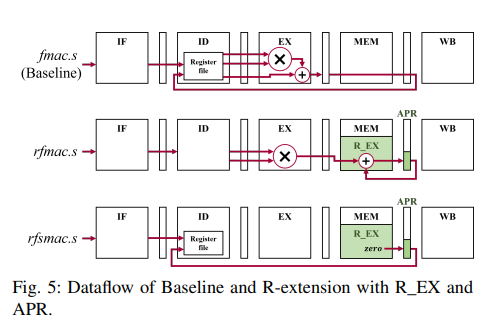 IF ID EX MEM WB
fmac.s
(Baseline)
Register
file
×
+
APR
IF ID EX MEM WB
rfmac.s
R_EX
×
+
APR
IF ID EX MEM WB
rfsmac.s
Register
file
R_EX
zero
Fig. 5: Dataflow of Baseline and R-extension with R_EX and
APR.